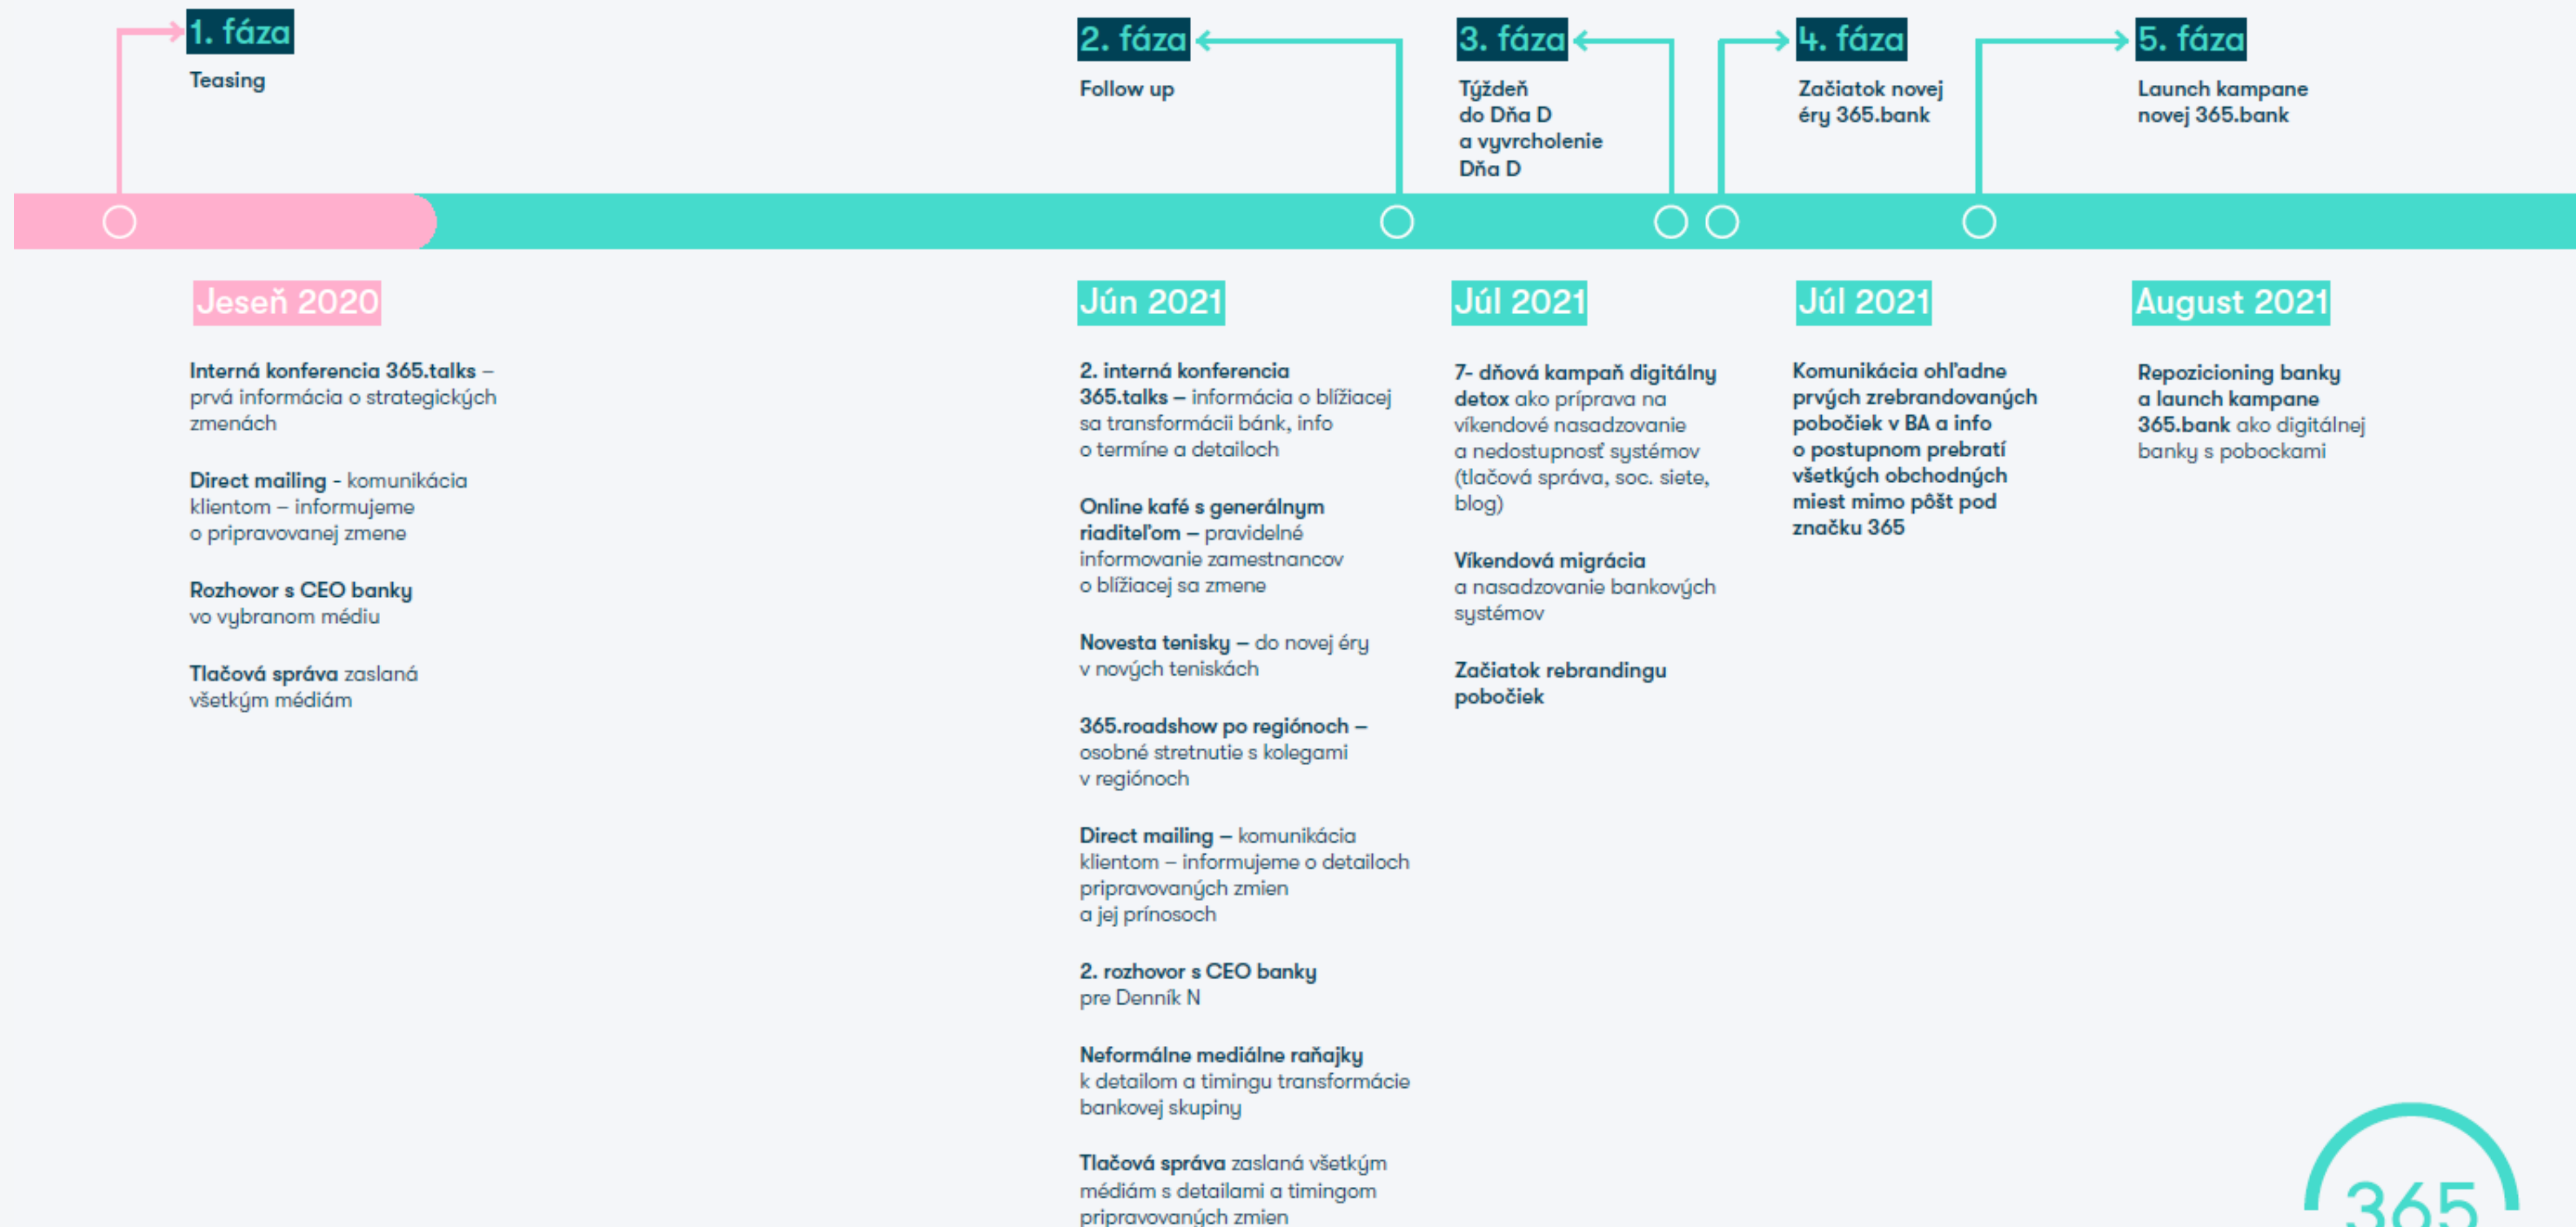 1. fáza
Teasing
2. fáza
Follow up
3. fáza
Týždeň
do Dňa D
a vyvrcholenie
Dňa D
4. fáza
Začiatok novej
éry 365.bank
5. fáza
Launch kampane
novej 365.bank
Jeseň 2020
Interná konferencia 365.talks –
prvá informácia o strategických
zmenách
Direct mailing - komunikácia
klientom – informujeme
o pripravovanej zmene
Rozhovor s CEO banky
vo vybranom médiu
Tlačová správa zaslaná
všetkým médiám
Jún 2021
2. interná konferencia
365.talks – informácia o blížiacej
sa transformácii bánk, info
o termíne a detailoch
Online kafé s generálnym
riaditeľom – pravidelné
informovanie zamestnancov
o blížiacej sa zmene
Novesta tenisky – do novej éry
v nových teniskách
365.roadshow po regiónoch –
osobné stretnutie s kolegami
v regiónoch
Direct mailing – komunikácia
klientom – informujeme o detailoch
pripravovaných zmien
a jej prínosoch
2. rozhovor s CEO banky
pre Denník N
Neformálne mediálne raňajky
k detailom a timingu transformácie
bankovej skupiny
Tlačová správa zaslaná všetkým
médiám s detailami a timingom
pripravovaných zmien
Júl 2021
7- dňová kampaň digitálny
detox ako príprava na
víkendové nasadzovanie
a nedostupnosť systémov
(tlačová správa, soc. siete,
blog)
Víkendová migrácia
a nasadzovanie bankových
systémov
Začiatok rebrandingu
pobočiek
Júl 2021
Komunikácia ohľadne
prvých zrebrandovaných
pobočiek v BA a info
o postupnom prebratí
všetkých obchodných
miest mimo pôšt pod
značku 365
August 2021
Repozicioning banky
a launch kampane
365.bank ako digitálnej
banky s pobockami
365